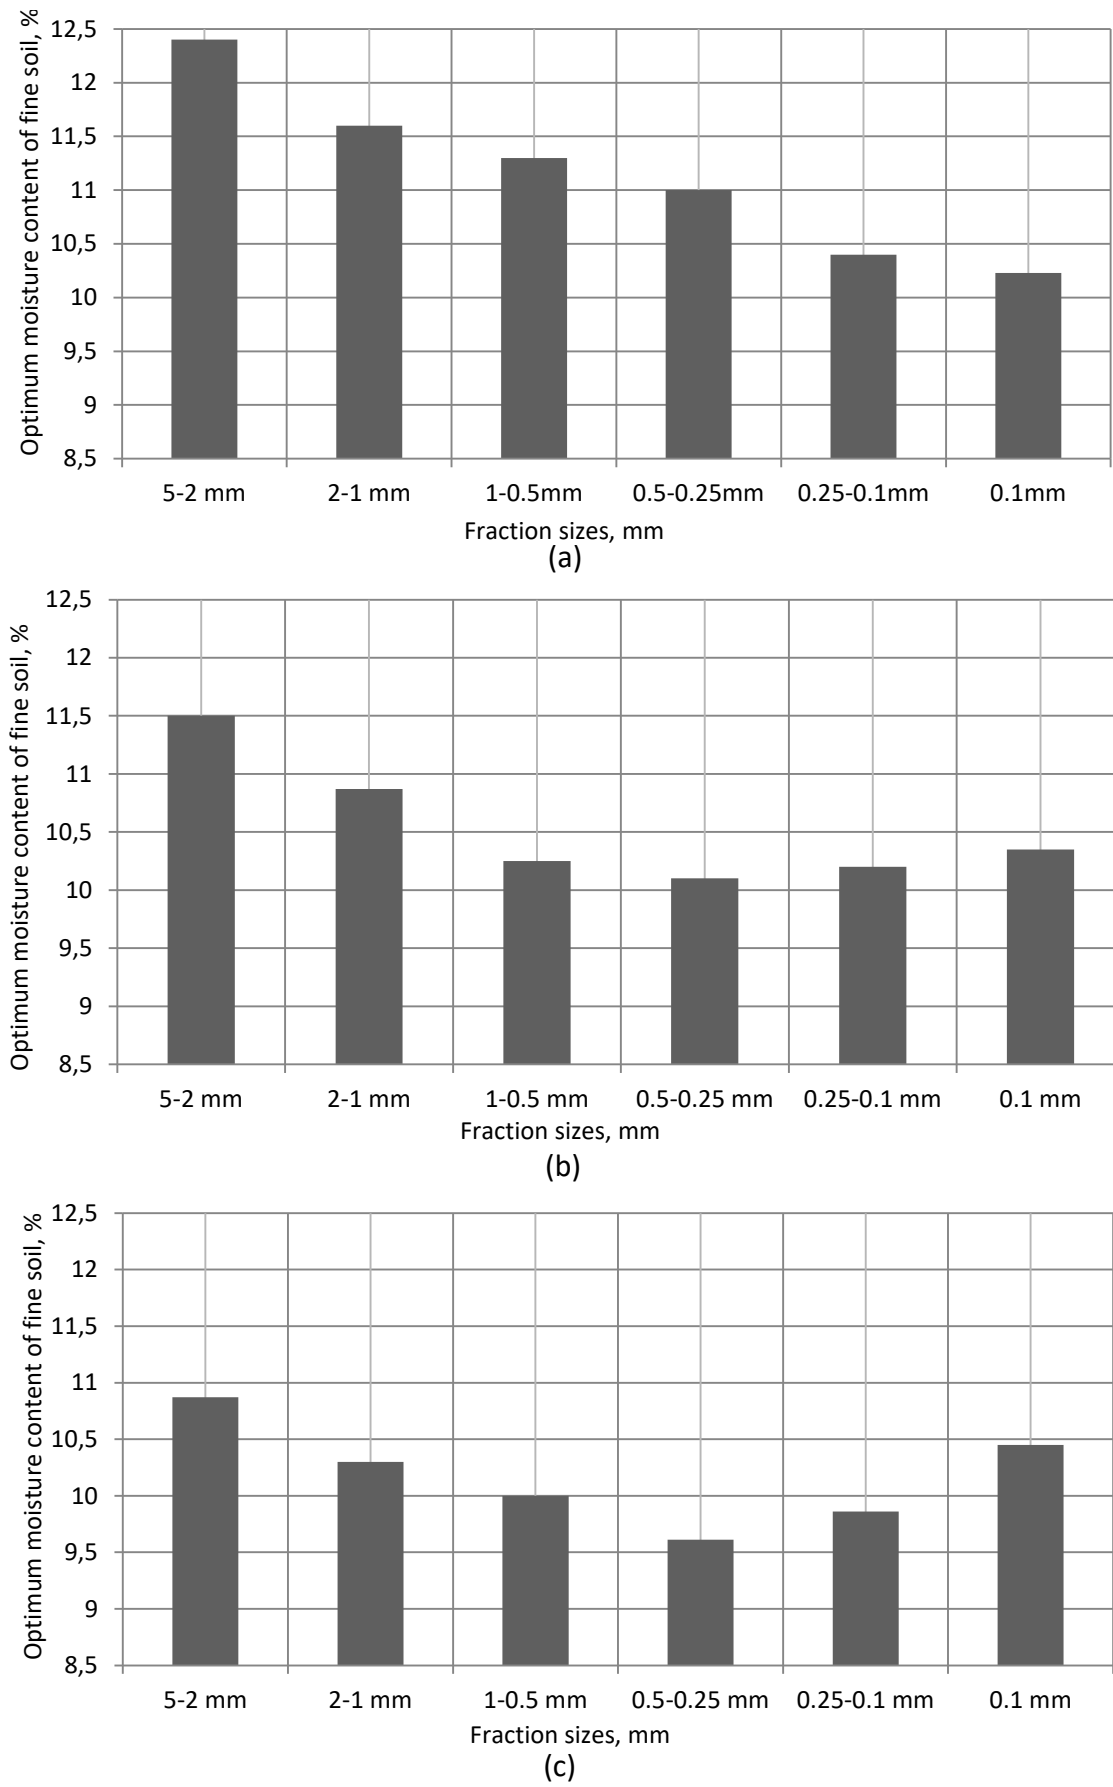 Optimum moisture content of fine soil, %
12,5
12
11,5
11
10,5
10
9,5
9
8,5
5-2 mm 2-1 mm 1-0.5mm 0.5-0.25mm 0.25-0.1mm 0.1mm
Fraction sizes, mm
(a)
Optimum moisture content of fine soil, %
12,5
12
11,5
11
10,5
10
9,5
9
8,5
5-2 mm 2-1 mm 1-0.5 mm 0.5-0.25 mm 0.25-0.1 mm 0.1 mm
Fraction sizes, mm
(b)
Optimum moisture content of fine soil, %
12,5
12
11,5
11
10,5
10
9,5
9
8,5
5-2 mm 2-1 mm 1-0.5 mm 0.5-0.25 mm 0.25-0.1 mm 0.1 mm
Fraction sizes, mm
(c)